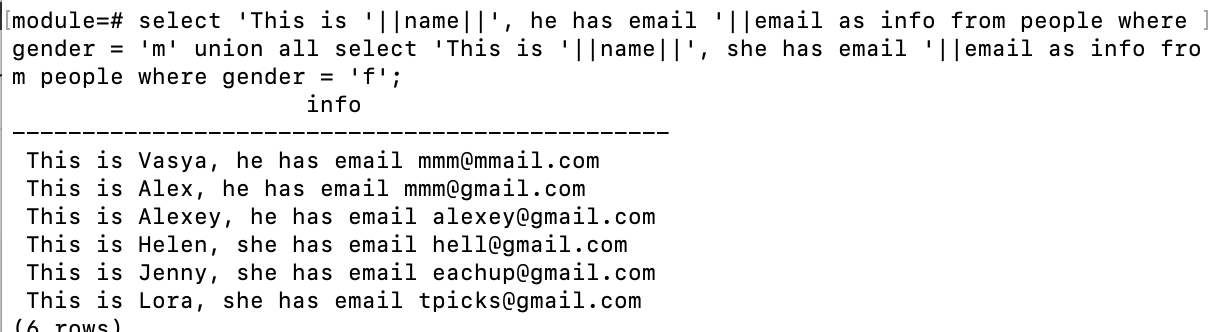 [module=# select 'This is '||name||', he has email '||email as info from people where ]
gender = 'm' union all select 'This is '||name||', she has email '||email as info fro
m people where gender = 'f';
info
-----------------------------------------------
This is Vasya, he has email mmm@mmail.com
This is Alex, he has email mmm@gmail.com
This is Alexey, he has email alexey@gmail.com
This is Helen, she has email hell@gmail.com
This is Jenny, she has email eachup@gmail.com
This is Lora, she has email tpicks@gmail.com
(6 rows)